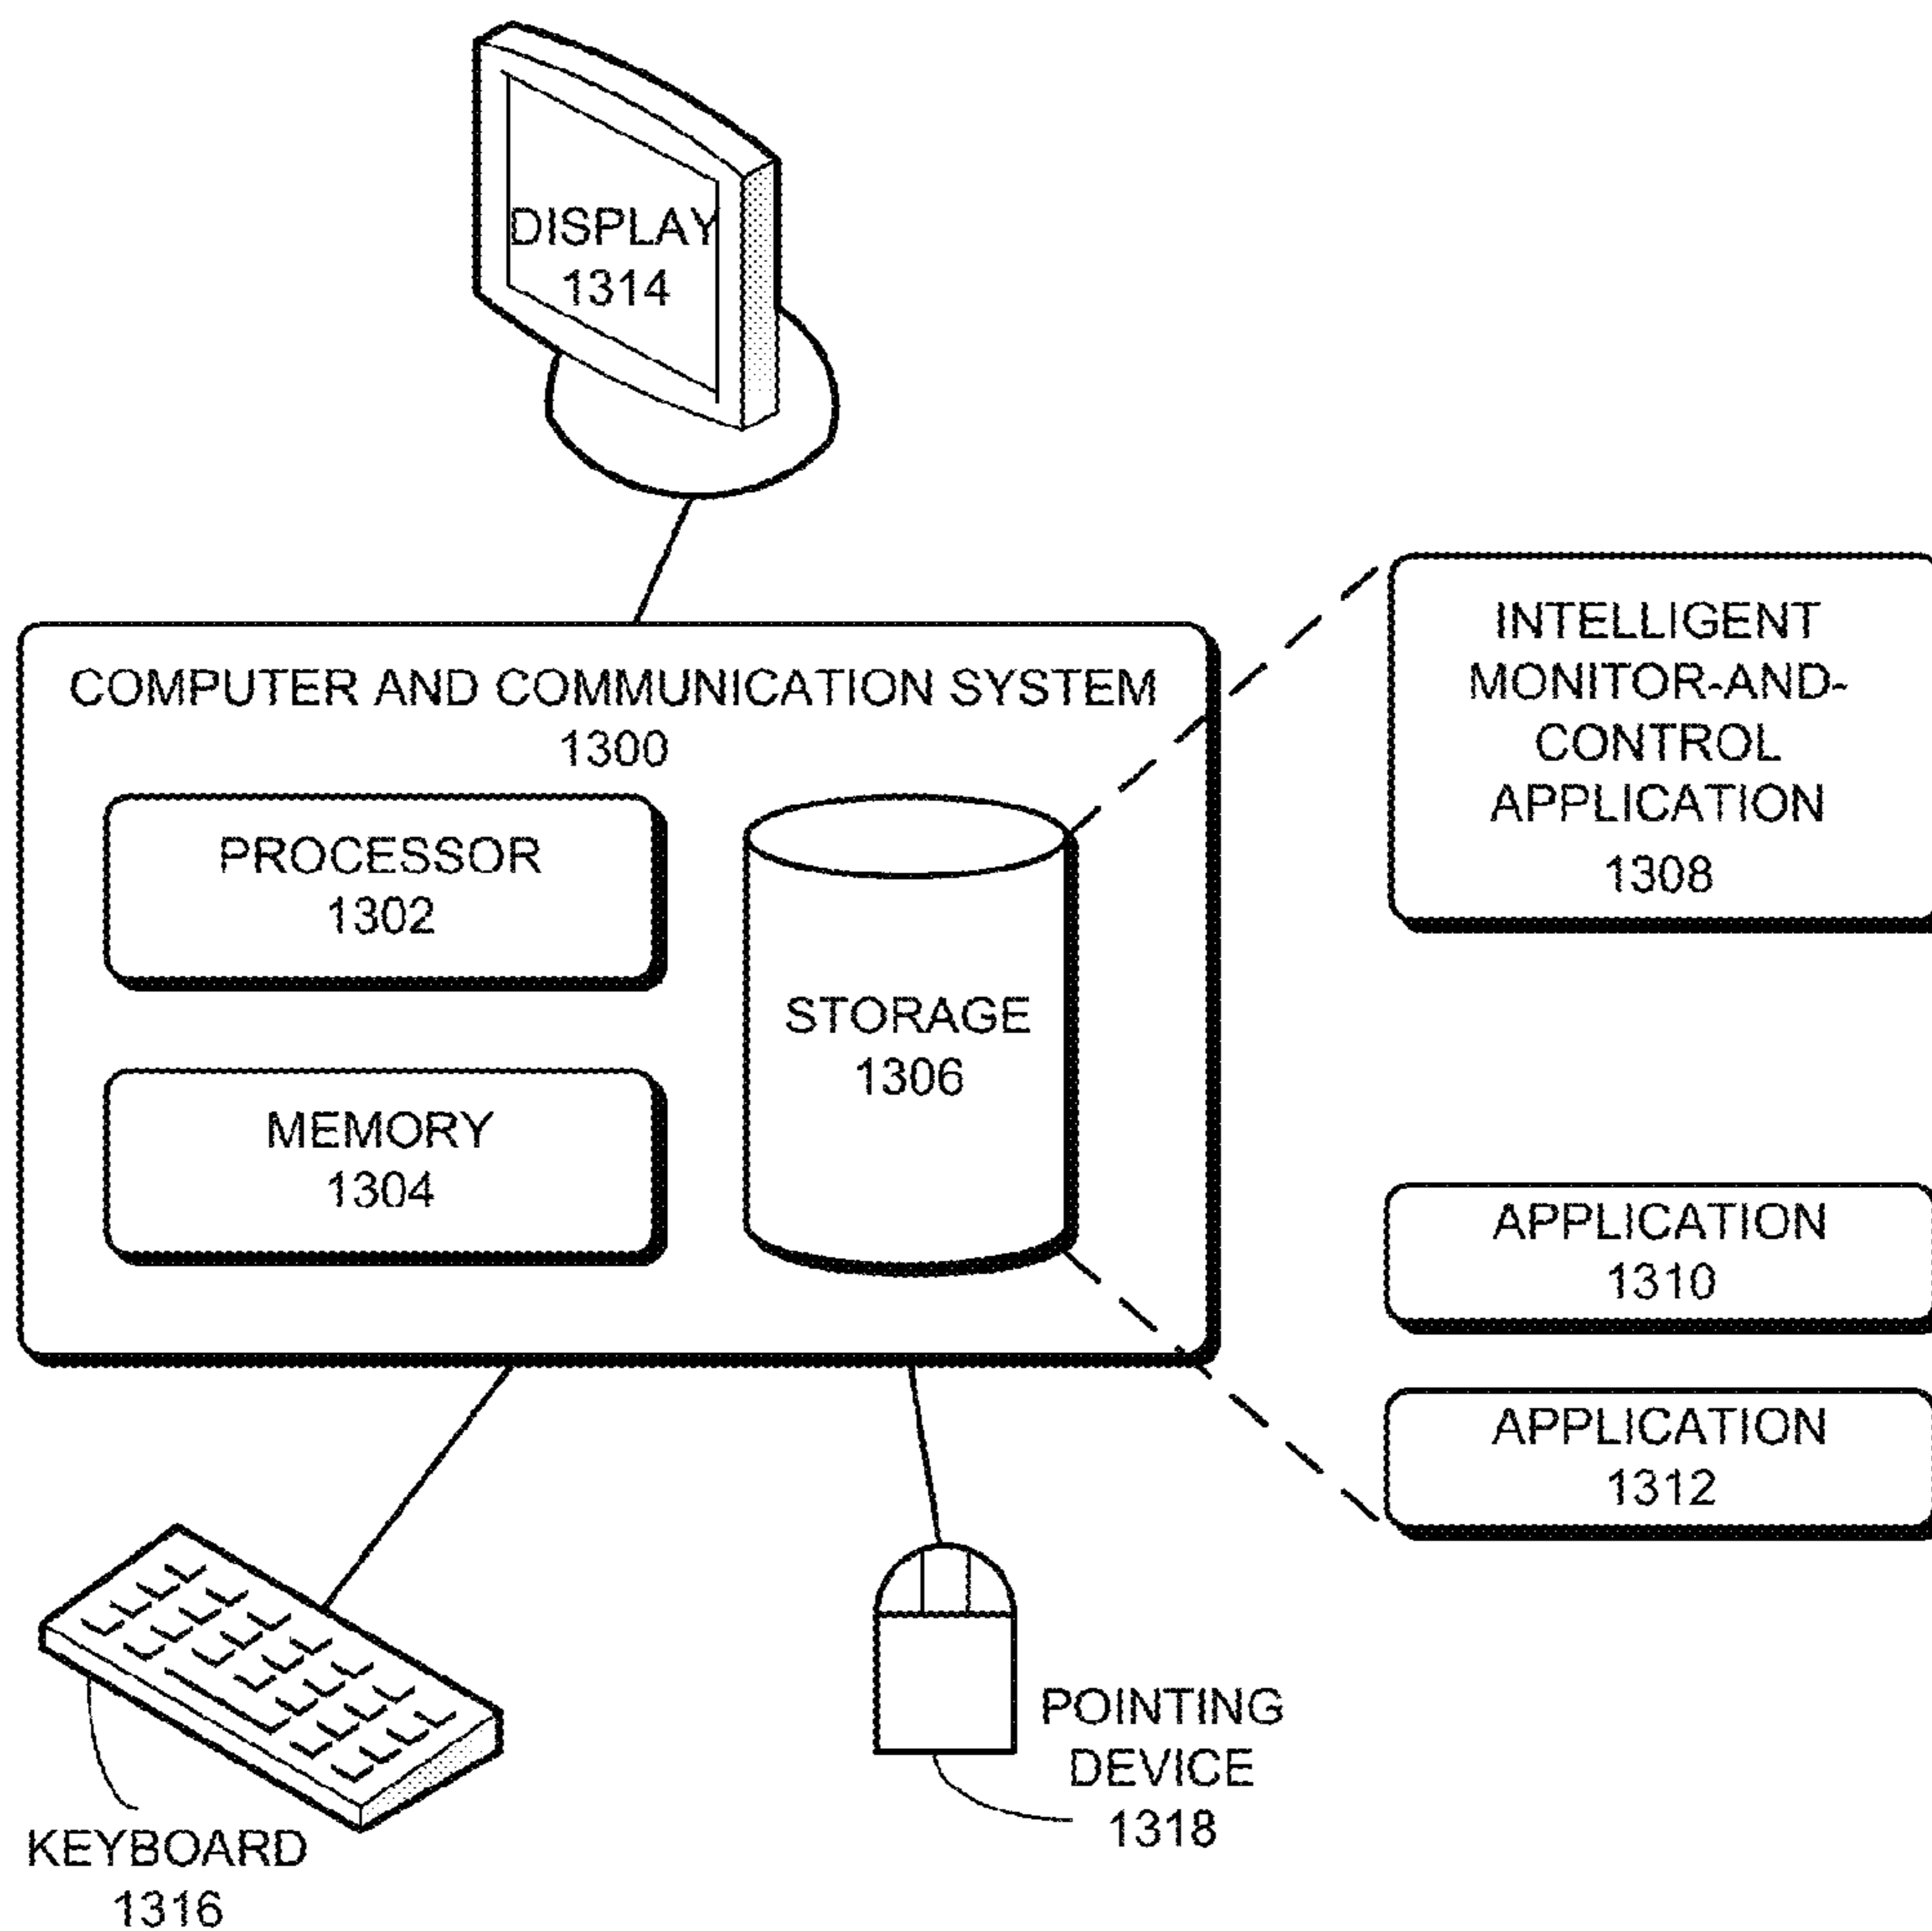 DISPLAY
1314
COMPUTER AND COMMUNICATION SYSTEM
1300
PROCESSOR
1302
MEMORY
1304
STORAGE
1306
INTELLIGENT
MONITOR-AND-
CONTROL
APPLICATION
1308
APPLICATION
1310
APPLICATION
1312
KEYBOARD
1316
POINTING
DEVICE
1318